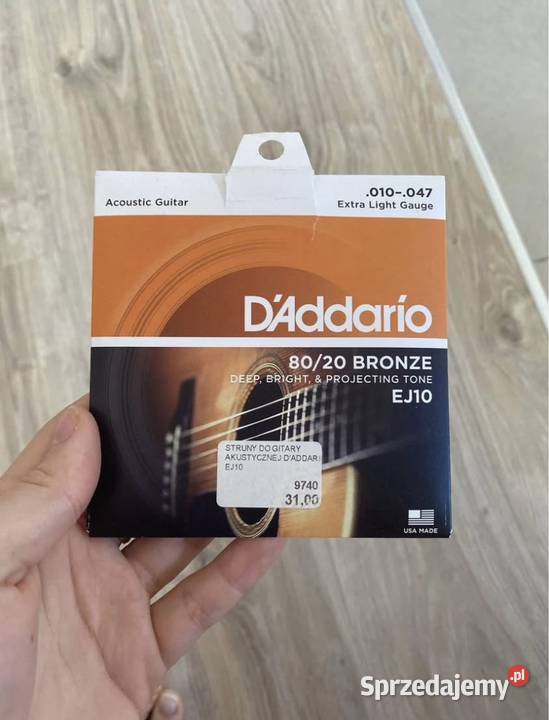 Acoustic Guitar
.010–.047
Extra Light Gauge
D'Addario
80/20 BRONZE
DEEP, BRIGHT, & PROJECTING TONE
EJ10
STRUNY DO GITARY
AKUSTYCZNEJ D'ADDARI
EJ10
9740
31,00
USA MADE
Sprzedajemy.pl